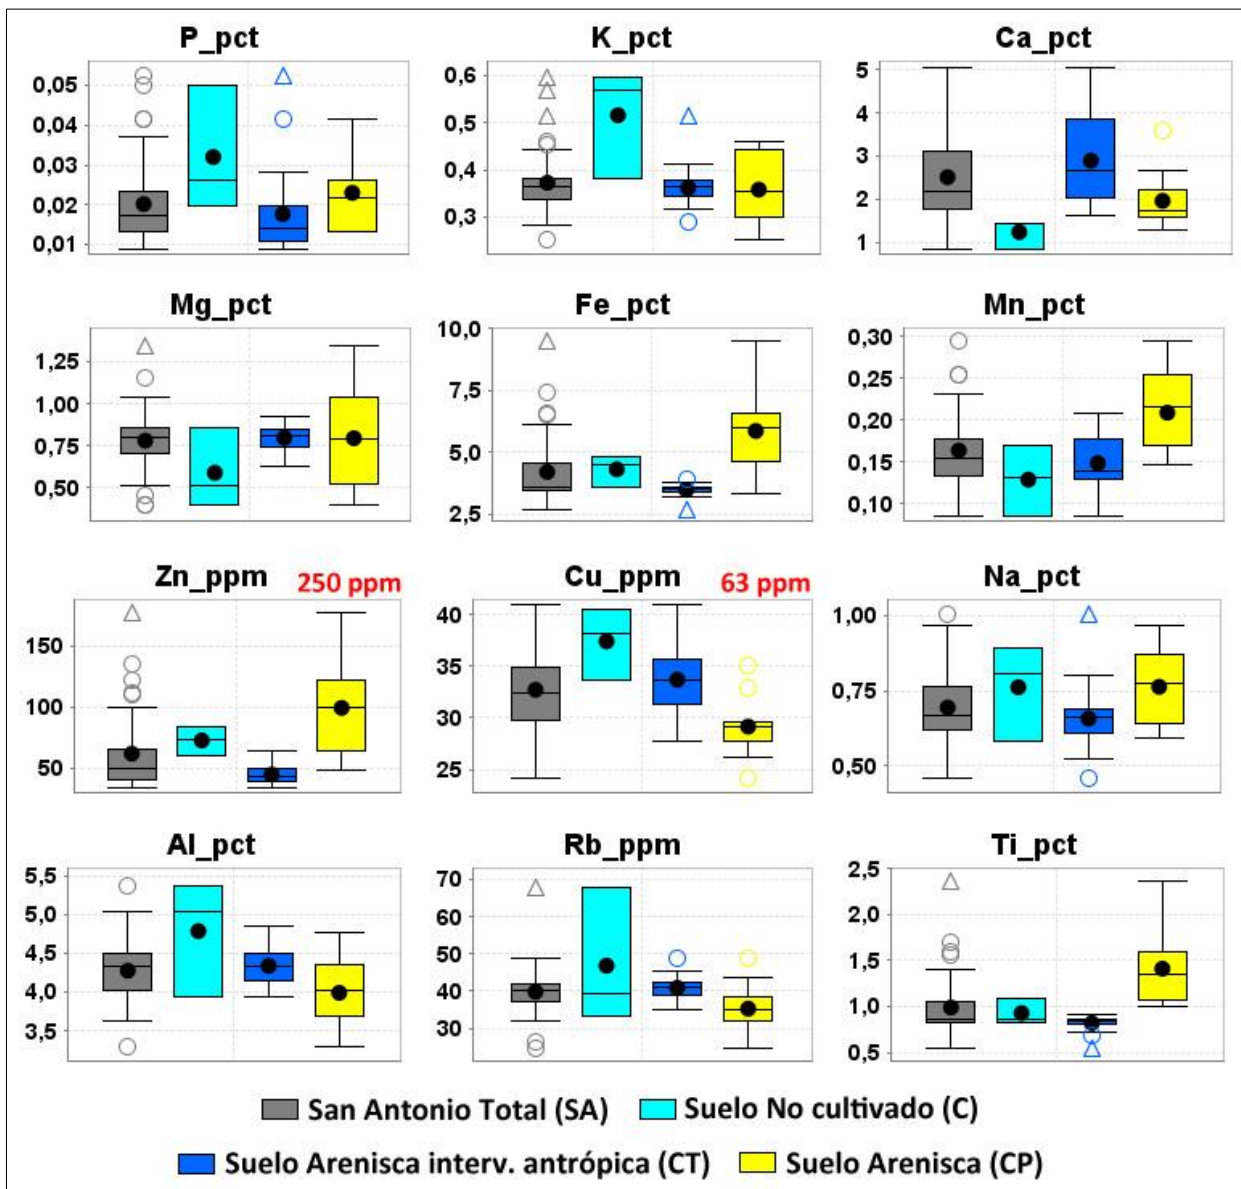 P_pct K_pct Ca_pct
0,05 0,6 5
0,04 0,5 4
0,03 3
0,02 0,4 2
0,01 0,3 1
Mg_pct Fe_pct Mn_pct
1,25 10,0 0,30
1,00 7,5 0,25
0,75 5,0 0,20
0,50 2,5 0,15
0,10
Zn_ppm 250 ppm Cu_ppm 63 ppm Na_pct
150 40 1,00
100 35 0,75
50 30 0,50
25
Al_pct Rb_ppm Ti_pct
5,5 70 2,5
5,0 60 2,0
4,5 50 1,5
4,0 40 1,0
3,5 30 0,5
San Antonio Total (SA) Suelo No cultivado (C)
Suelo Arenisca interv. antrópica (CT) Suelo Arenisca (CP)